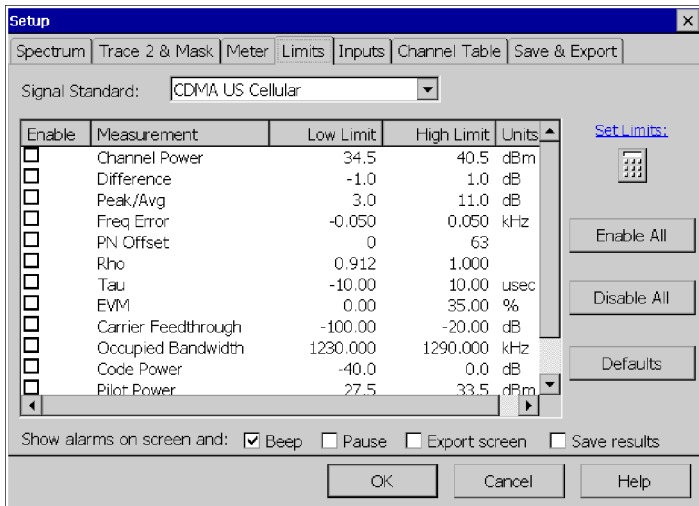 Setup
Spectrum Trace 2 & Mask Meter Limits Inputs Channel Table Save & Export
Signal Standard: CDMA US Cellular
Enable Measurement Low Limit High Limit Units
Channel Power 34.5 40.5 dBm
Difference -1.0 1.0 dB
Peak/Avg 3.0 11.0 dB
Freq Error -0.050 0.050 kHz
PN Offset 0 63
Rho 0.912 1.000
Tau -10.00 10.00 usec
EVM 0.00 35.00 %
Carrier Feedthrough -100.00 -20.00 dB
Occupied Bandwidth 1230.000 1290.000 kHz
Code Power -40.0 0.0 dB
Pilot Power 27.5 33.5 dBm
Set Limits:
Enable All
Disable All
Defaults
Show alarms on screen and: Beep Pause Export screen Save results
OK Cancel Help